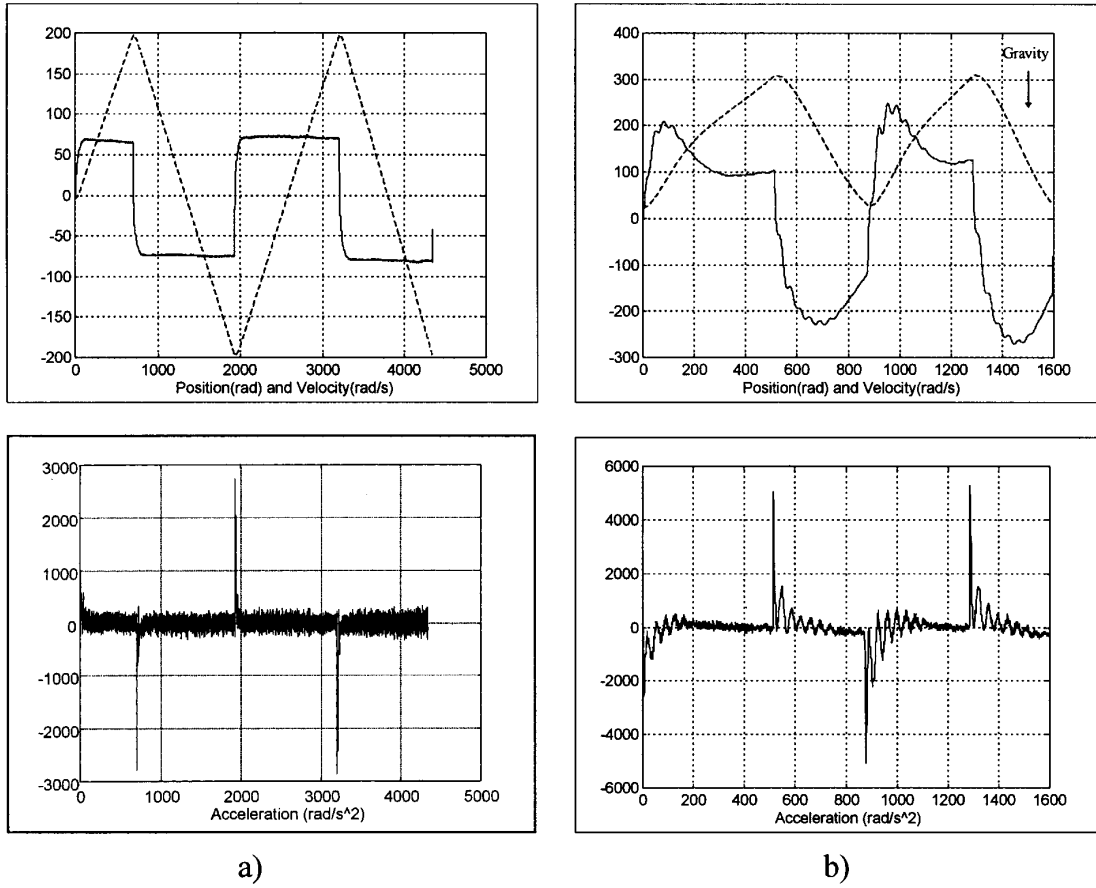 200
150
100
50
0
-50
-100
-150
-200
0 1000 2000 3000 4000 5000
Position(rad) and Velocity(rad/s)
400
300
200
100
0
-100
-200
-300
Gravity
0 200 400 600 800 1000 1200 1400 1600
Position(rad) and Velocity(rad/s)
3000
2000
1000
0
-1000
-2000
-3000
0 1000 2000 3000 4000 5000
Acceleration (rad/s^2)
6000
4000
2000
0
-2000
-4000
-6000
0 200 400 600 800 1000 1200 1400 1600
Acceleration (rad/s^2)
a)
b)